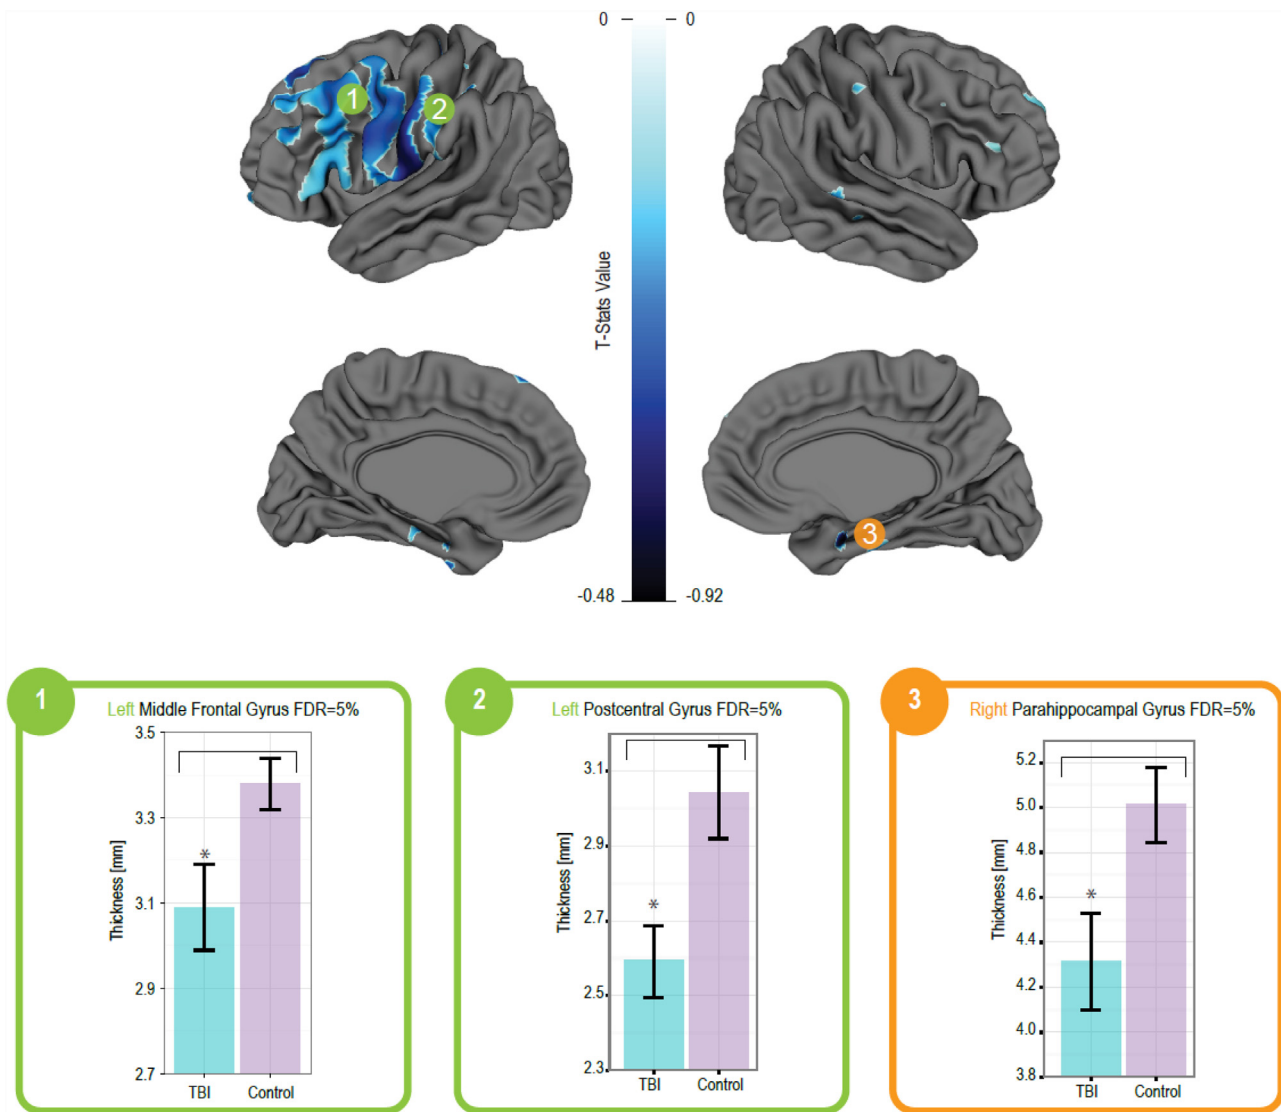 0
0
1
2
T-Stats Value
3
-0.48
-0.92
1
Left Middle Frontal Gyrus FDR=5%
3.5
3.3
3.1
2.9
2.7
Thickness [mm]
*
TBI
Control
2
Left Postcentral Gyrus FDR=5%
3.1
2.9
2.7
2.5
2.3
Thickness [mm]
*
TBI
Control
3
Right Parahippocampal Gyrus FDR=5%
5.2
5.0
4.8
4.6
4.4
4.2
4.0
3.8
Thickness [mm]
*
TBI
Control